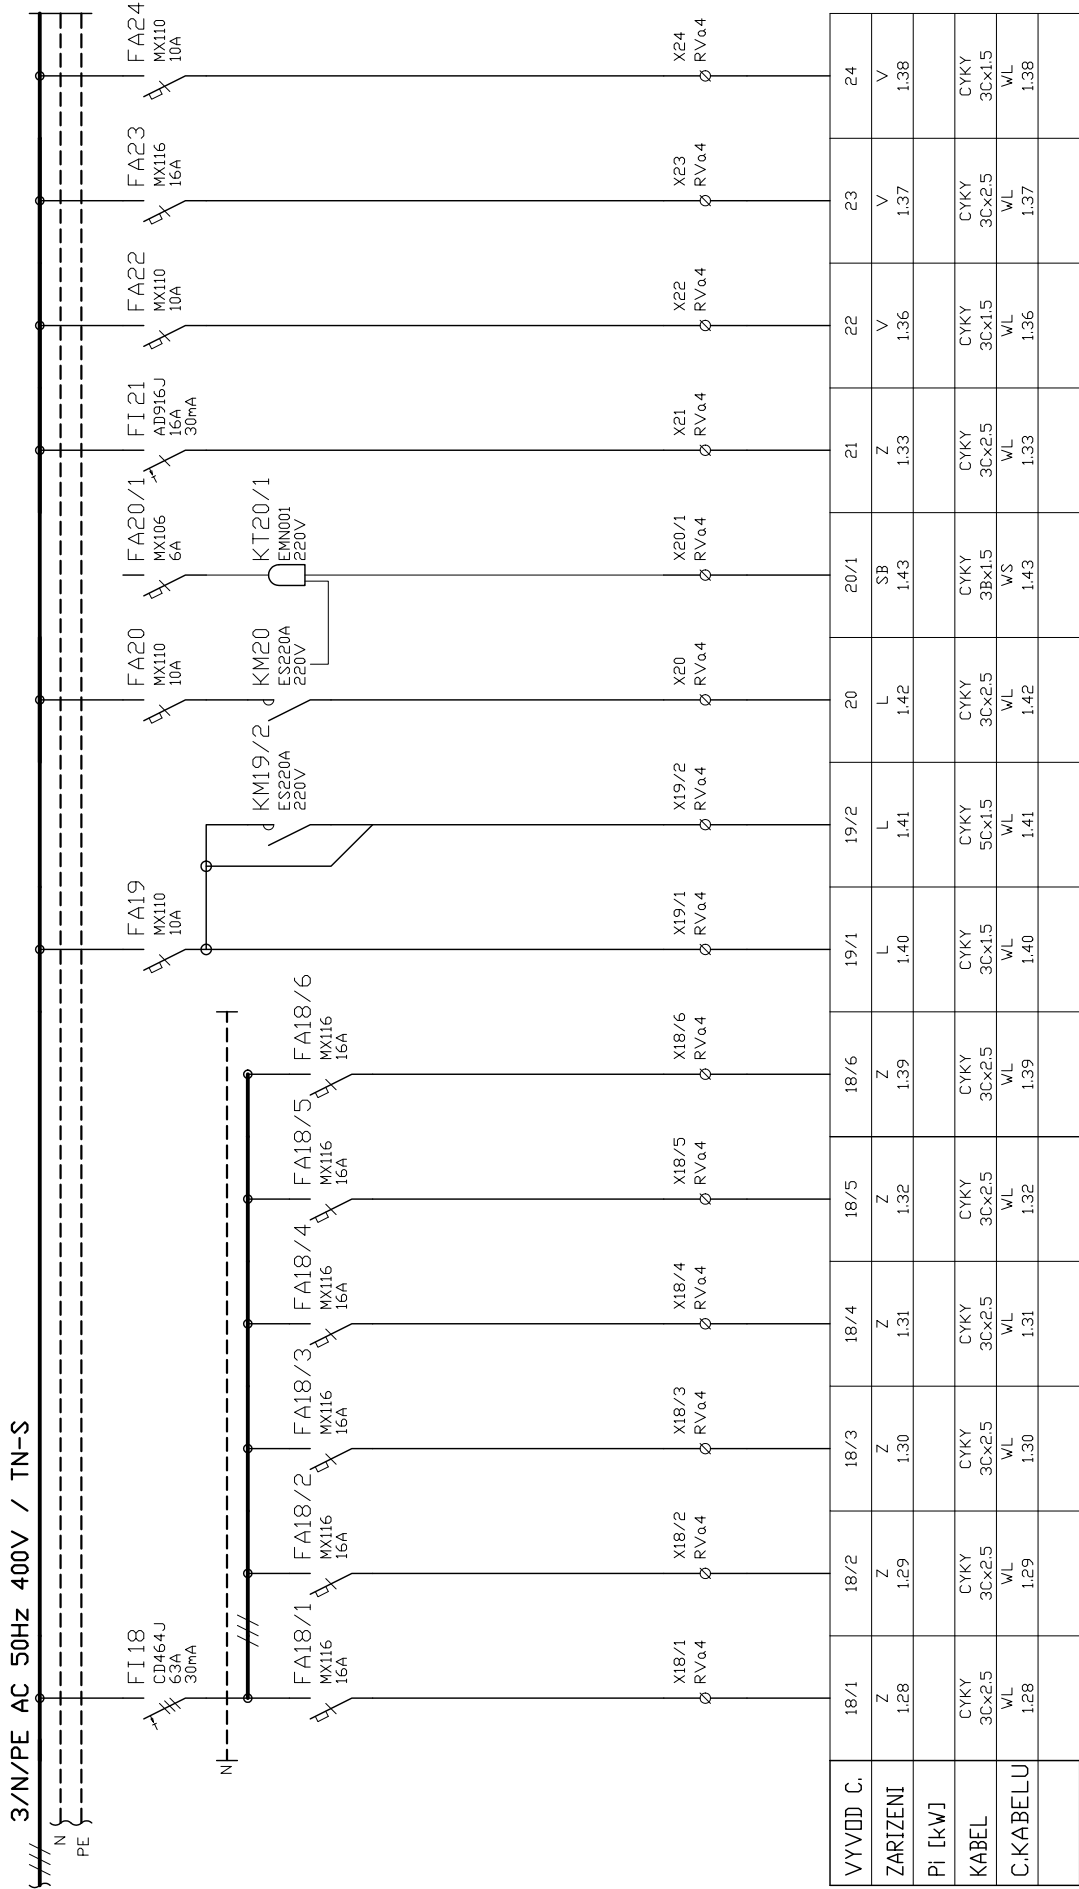 3/N/PE AC 50Hz 400V / TN-S
N
PE
FI18
CD464J
63A
30mA
N
FA18/1
MX116
16A
FA18/2
MX116
16A
FA18/3
MX116
16A
FA18/4
MX116
16A
FA18/5
MX116
16A
FA18/6
MX116
16A
FA19
MX110
10A
KM19/2
ES220A
220V
FA20
MX110
10A
KM20
ES220A
220V
FA20/1
MX106
6A
KT20/1
EMN001
220V
FI21
AD916J
16A
30mA
FA22
MX110
10A
FA23
MX116
16A
FA24
MX110
10A
X18/1
RVa4
X18/2
RVa4
X18/3
RVa4
X18/4
RVa4
X18/5
RVa4
X18/6
RVa4
X19/1
RVa4
X19/2
RVa4
X20
RVa4
X20/1
RVa4
X21
RVa4
X22
RVa4
X23
RVa4
X24
RVa4
VYVOD C. 18/1 18/2 18/3 18/4 18/5 18/6 19/1 19/2 20 20/1 21 22 23 24
ZARIZENI Z Z Z Z Z Z L L L SB Z V V V
1.28 1.29 1.30 1.31 1.32 1.39 1.40 1.41 1.42 1.43 1.33 1.36 1.37 1.38
Pi [kW]
KABEL CYKY CYKY CYKY CYKY CYKY CYKY CYKY CYKY CYKY CYKY CYKY CYKY CYKY CYKY
3Cx2.5 3Cx2.5 3Cx2.5 3Cx2.5 3Cx2.5 3Cx2.5 3Cx1.5 5Cx1.5 3Cx2.5 3Bx1.5 3Cx2.5 3Cx1.5 3Cx2.5 3Cx1.5
C.KABELU WL WL WL WL WL WL WL WL WL WS WL WL WL WL
1.28 1.29 1.30 1.31 1.32 1.39 1.40 1.41 1.42 1.43 1.33 1.36 1.37 1.38